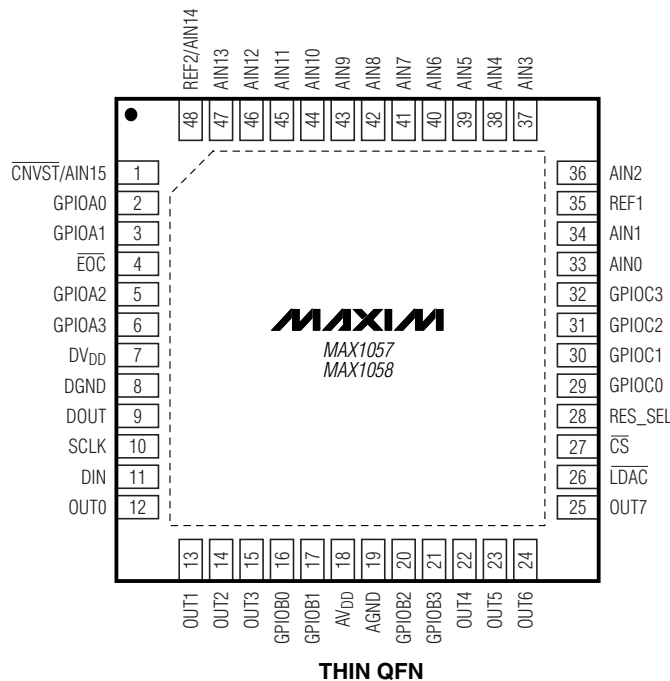 REF2/AIN14 AIN13 AIN12 AIN11 AIN10 AIN9 AIN8 AIN7 AIN6 AIN5 AIN4 AIN3
48 47 46 45 44 43 42 41 40 39 38 37
C̅N̅V̅S̅T̅/AIN15 1 36 AIN2
GPIOA0 2 35 REF1
GPIOA1 3 34 AIN1
E̅O̅C̅ 4 33 AIN0
GPIOA2 5 32 GPIOC3
GPIOA3 6 31 GPIOC2
DVDD 7 30 GPIOC1
DGND 8 29 GPIOC0
DOUT 9 28 RES_SEL
SCLK 10 27 C̅S̅
DIN 11 26 L̅D̅A̅C̅
OUT0 12 25 OUT7
MAXIM
MAX1057
MAX1058
13 14 15 16 17 18 19 20 21 22 23 24
OUT1 OUT2 OUT3 GPIOB0 GPIOB1 AVDD AGND GPIOB2 GPIOB3 OUT4 OUT5 OUT6
THIN QFN